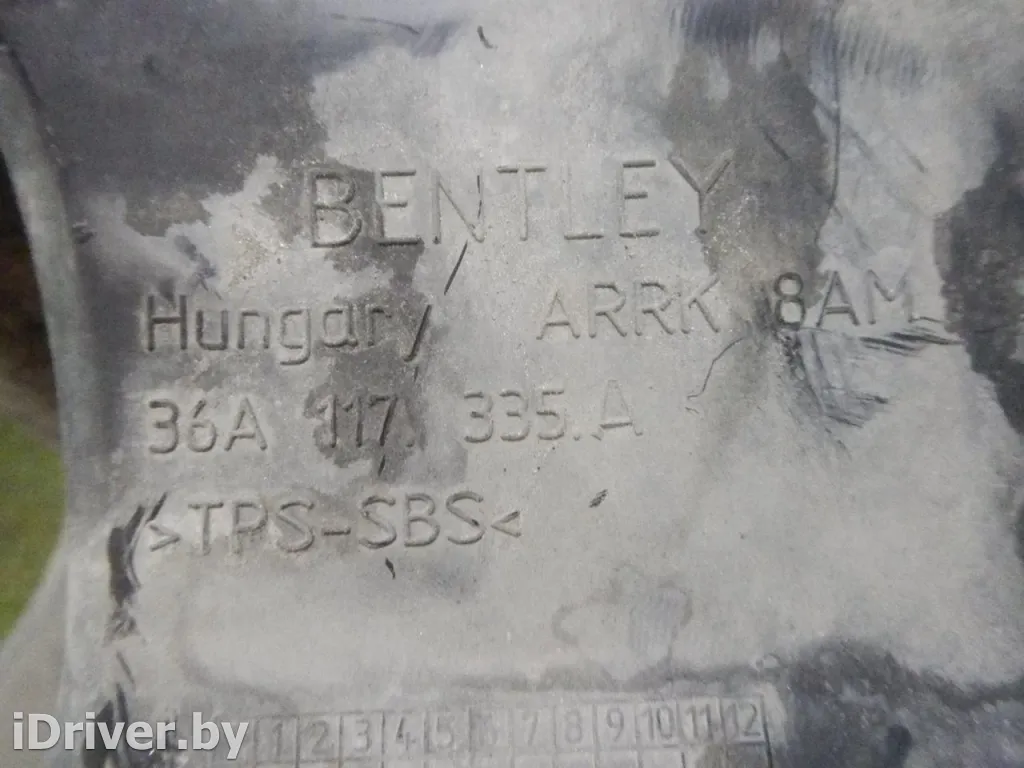 BENTLEY
Hungary ARRK 8AM
36A 117. 335. A
>TPS-SBS<
1 2 3 4 5 6 7 8 9 10 11 12
iDriver.by